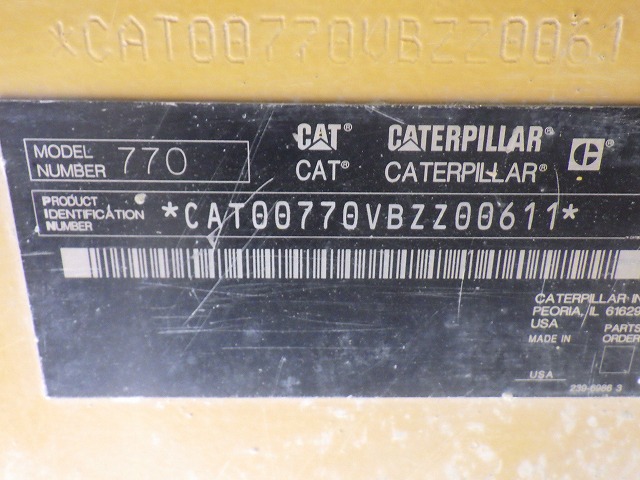 *CAT00770VBZZ0061
CAT® CATERPILLAR®
MODEL NUMBER 770
CAT® CATERPILLAR®
PRODUCT IDENTIFICATION NUMBER *CAT00770VBZZ00611*
CATERPILLAR IN
PEORIA, IL 61629
USA
PARTS
MADE IN ORDER
USA
239-6986 3